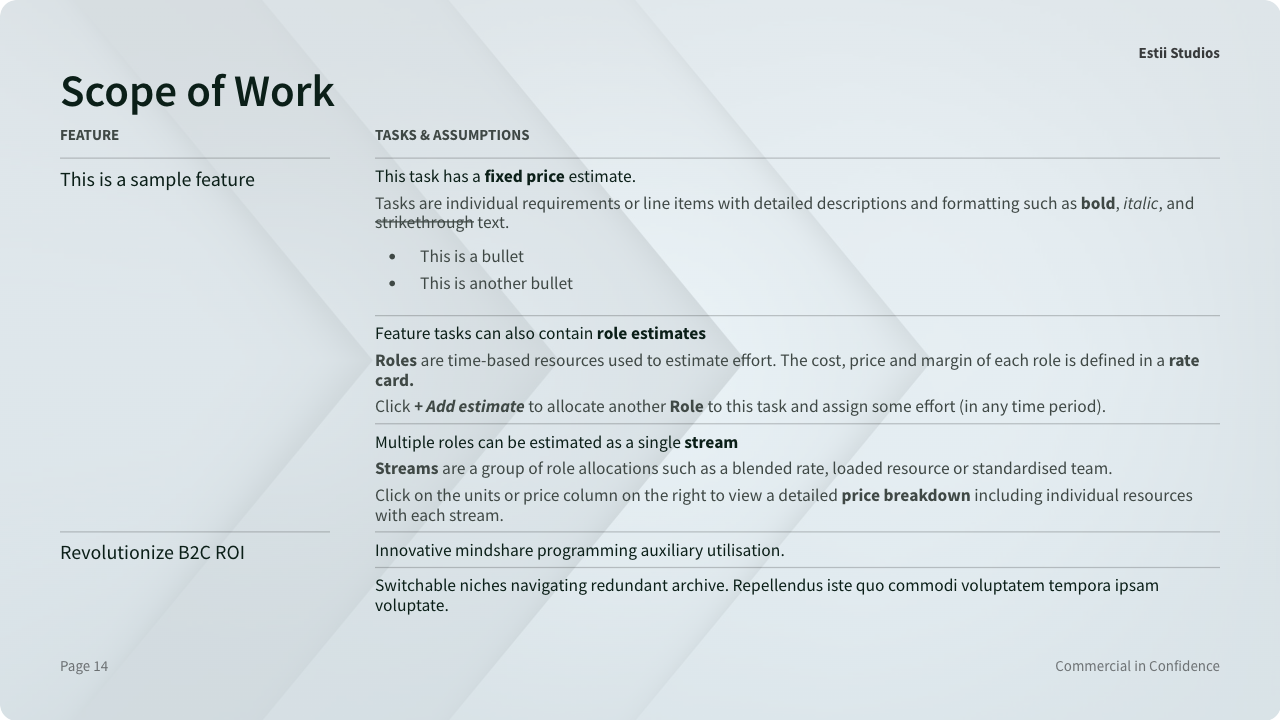 Estii Studios
Scope of Work
FEATURE
TASKS & ASSUMPTIONS
This is a sample feature
This task has a fixed price estimate.
Tasks are individual requirements or line items with detailed descriptions and formatting such as bold, italic, and
strikethrough text.
• This is a bullet
• This is another bullet
Feature tasks can also contain role estimates
Roles are time-based resources used to estimate effort. The cost, price and margin of each role is defined in a rate
card.
Click + Add estimate to allocate another Role to this task and assign some effort (in any time period).
Multiple roles can be estimated as a single stream
Streams are a group of role allocations such as a blended rate, loaded resource or standardised team.
Click on the units or price column on the right to view a detailed price breakdown including individual resources
with each stream.
Revolutionize B2C ROI
Innovative mindshare programming auxiliary utilisation.
Switchable niches navigating redundant archive. Repellendus iste quo commodi voluptatem tempora ipsam
voluptate.
Page 14
Commercial in Confidence